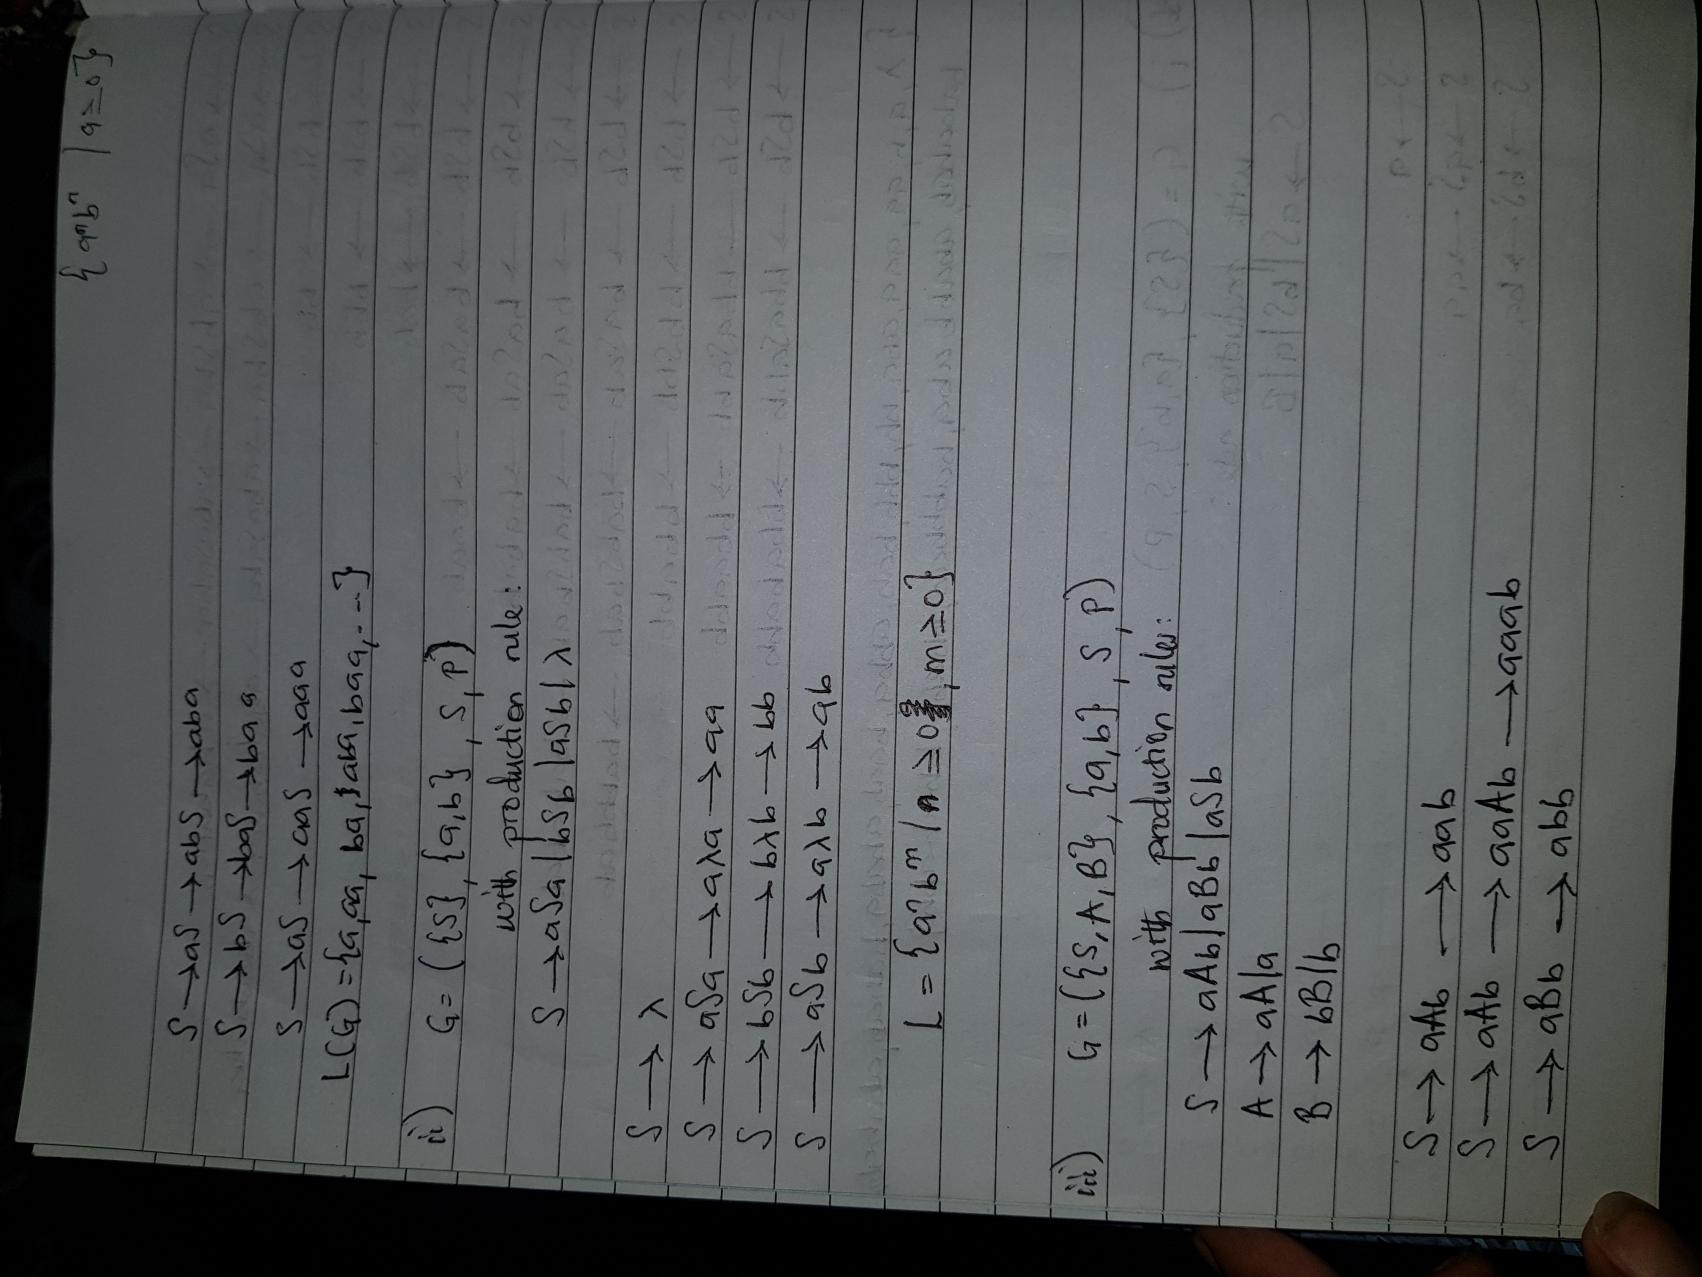 {anbⁿ | a≥0}
S→aS→abS→aba
S→bS→baS→baa
S→aS→aaS→aaa
L(G)={a,aa, ba, aba, baa, ...}
ii) G=({S},{a,b},S,P)
with production rule:
S→aSa|bSb|aSb|λ
S→λ
S→aSa→aλa→aa
S→bSb→bλb→bb
S→aSb→aλb→ab
L={aⁿbᵐ | n≥0, m≥0}
iii) G=({S,A,B},{a,b},S,P)
with production rules:
S→aAb|aBb|aSb
A→aA|a
B→bB|b
S→aAb→aab
S→aAb→aaAb→aaab
S→aBb→abb